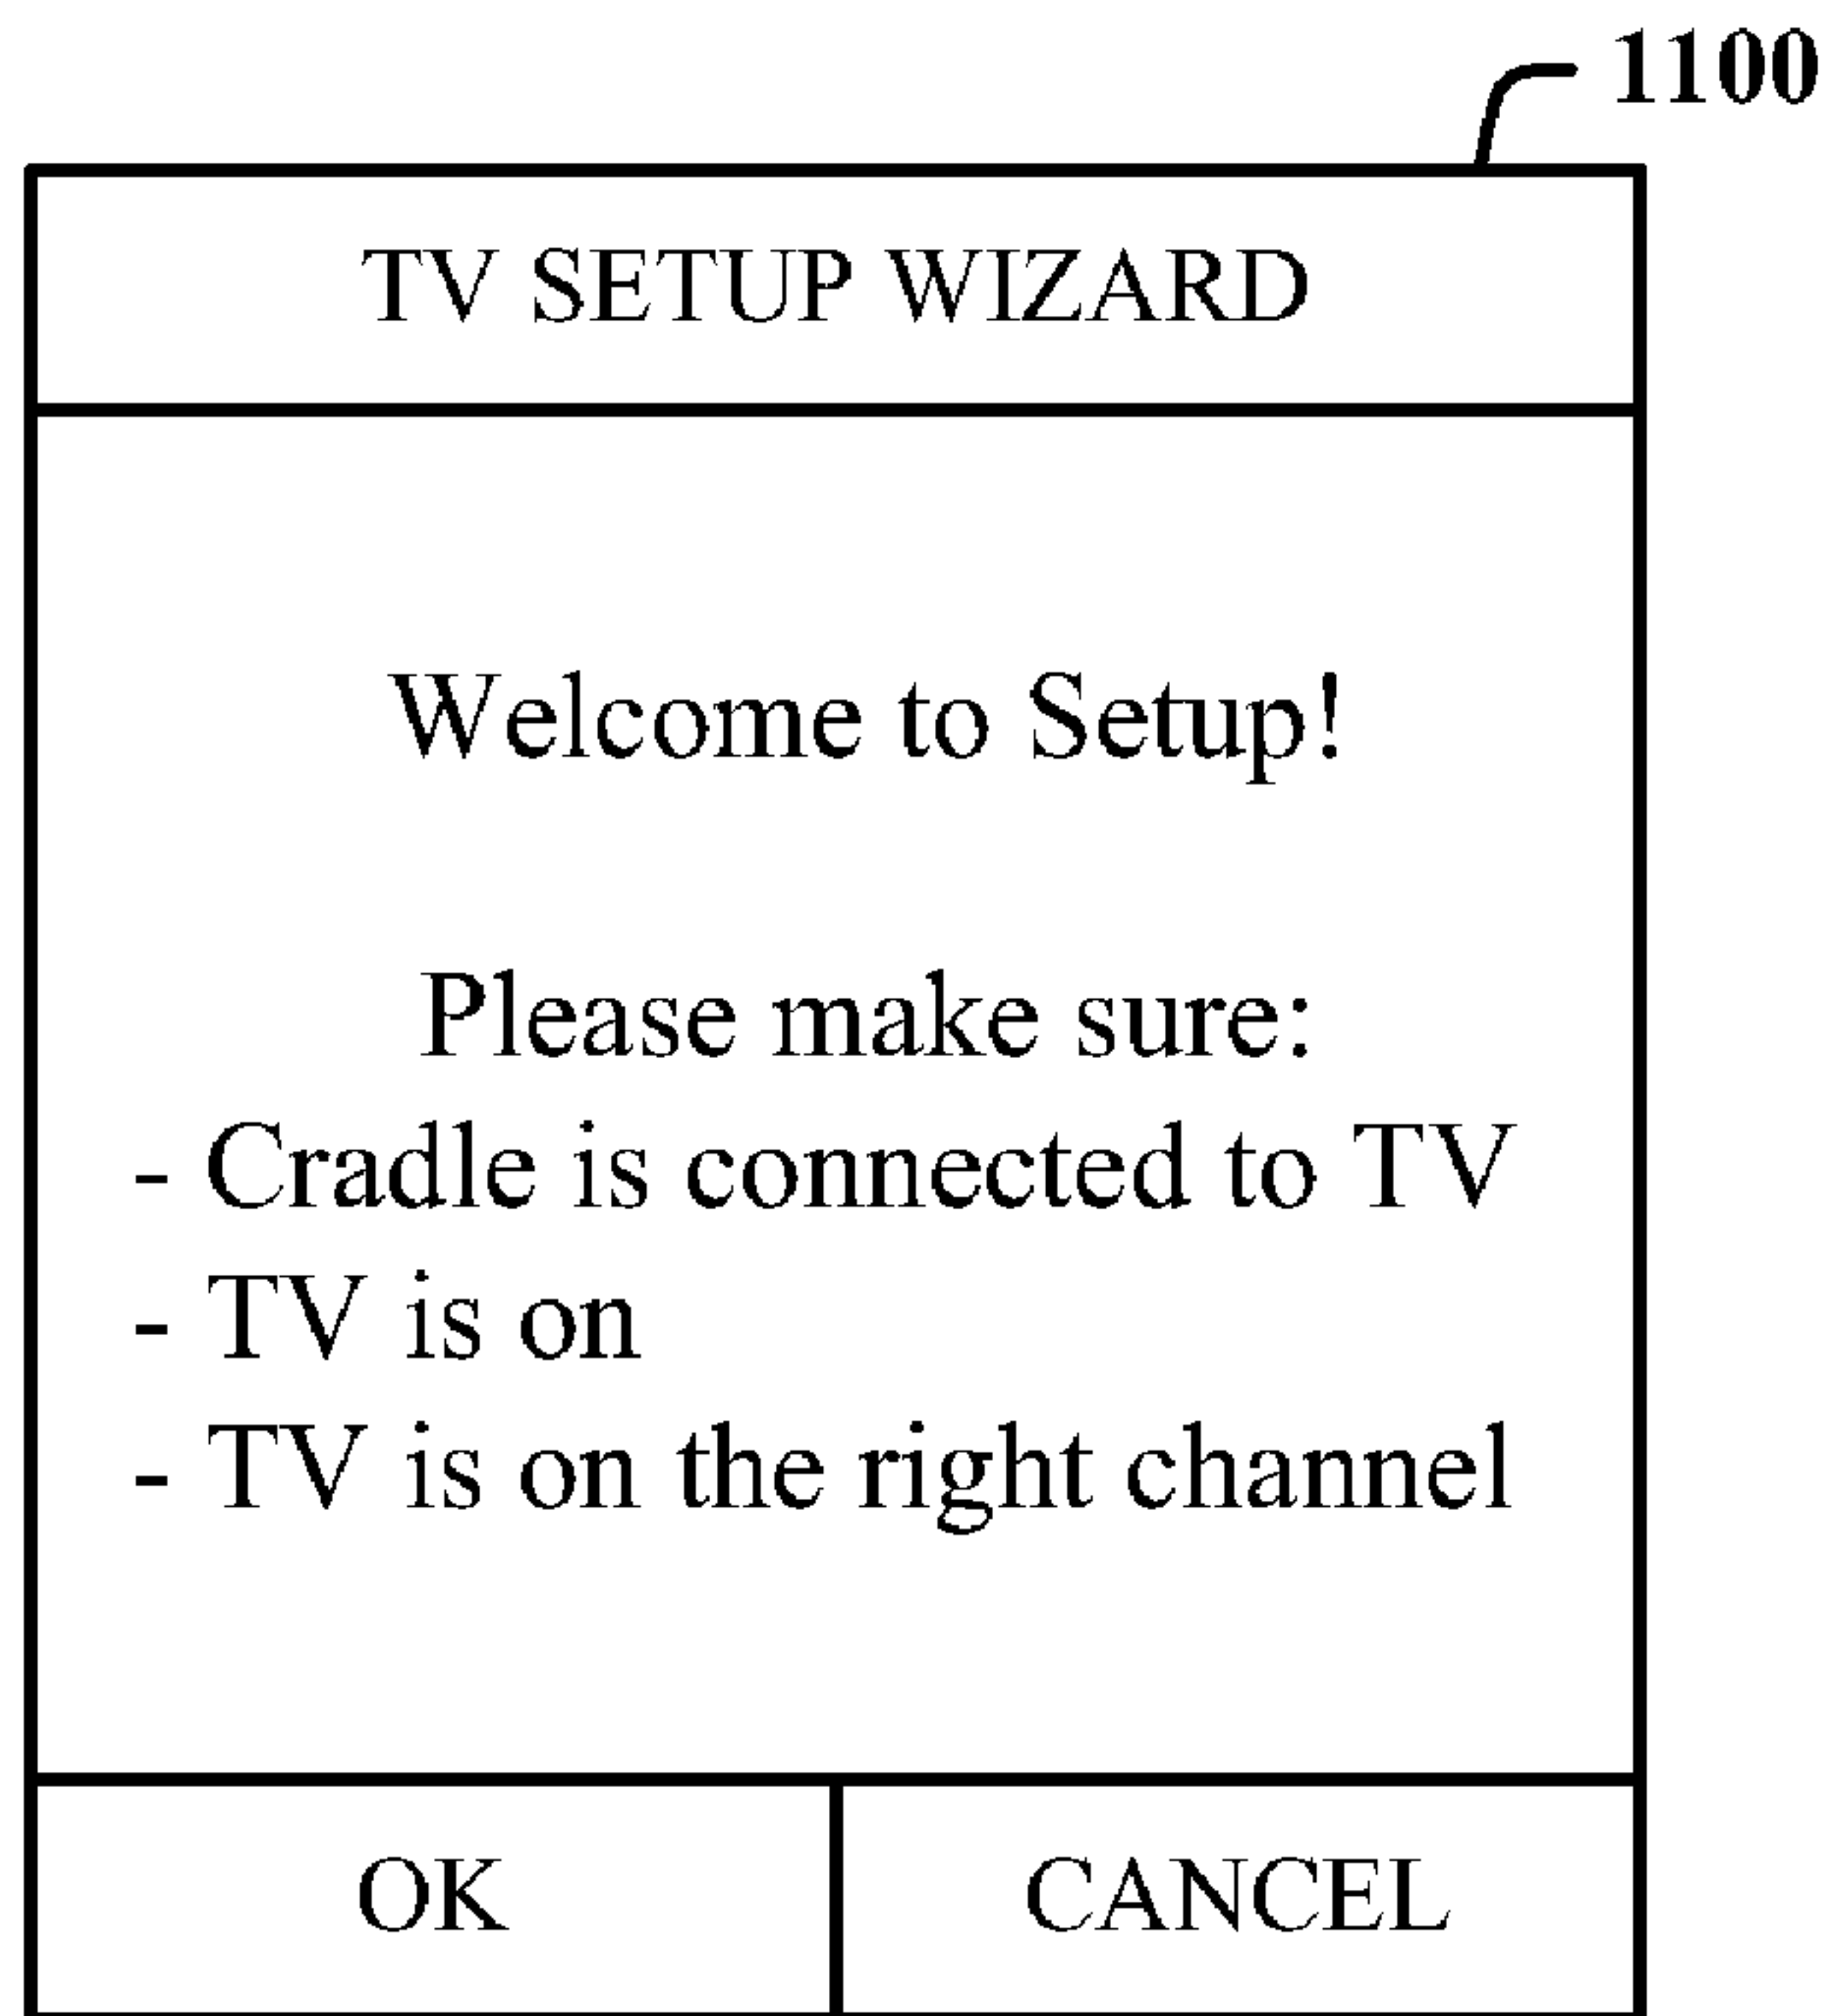 1100
TV SETUP WIZARD
Welcome to Setup!
Please make sure:
- Cradle is connected to TV
- TV is on
- TV is on the right channel
OK
CANCEL